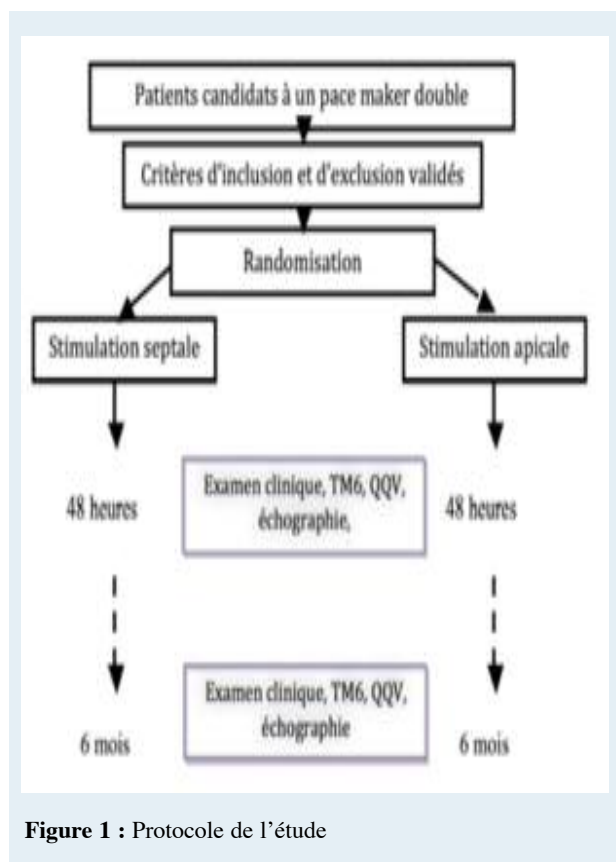 Patients candidats à un pace maker double
Critères d'inclusion et d'exclusion validés
Randomisation
Stimulation septale
Stimulation apicale
48 heures
Examen clinique, TM6, QQV,
échographie,
48 heures
6 mois
Examen clinique, TM6, QQV,
échographie
6 mois
Figure 1 : Protocole de l'étude